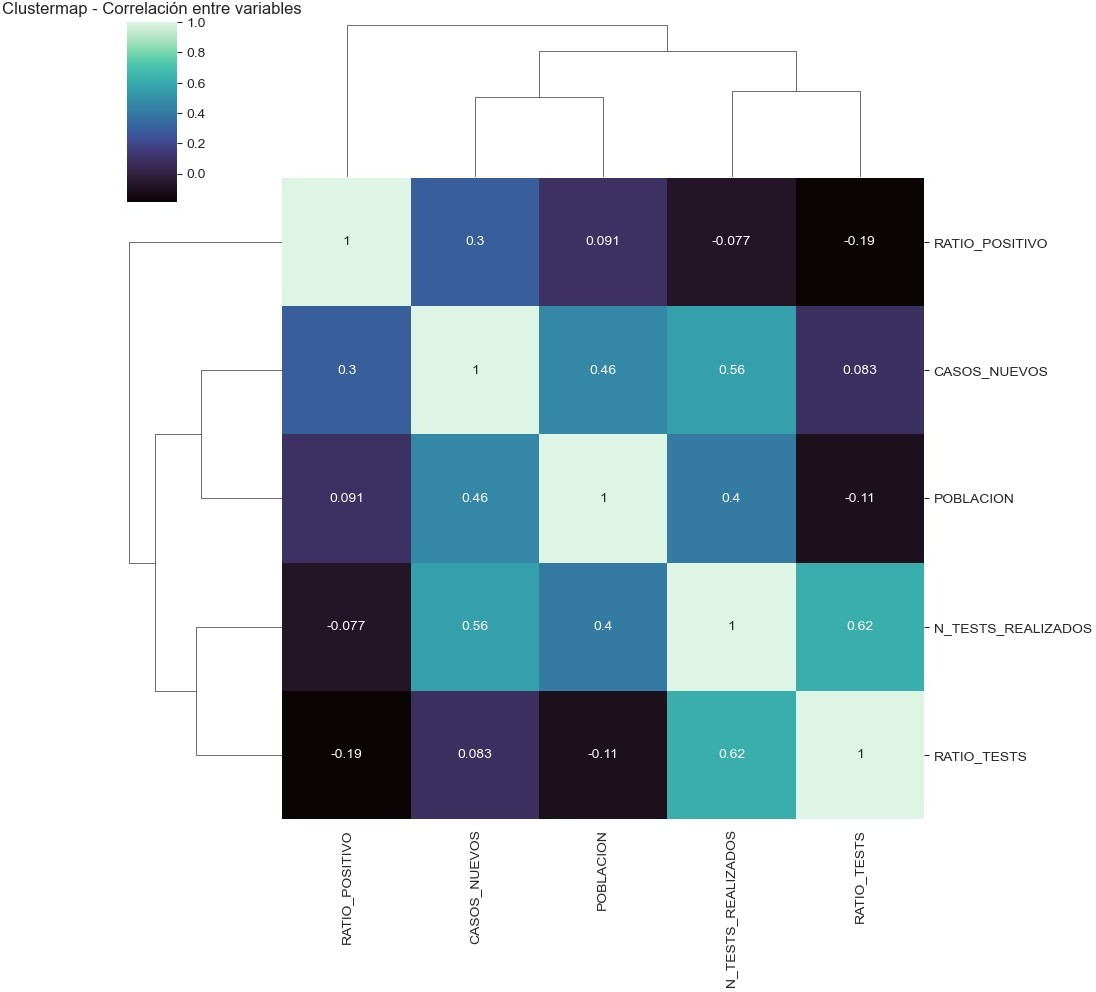 Clustermap - Correlación entre variables
1.0
0.8
0.6
0.4
0.2
0.0
1 0.3 0.091 -0.077 -0.19 RATIO_POSITIVO
0.3 1 0.46 0.56 0.083 CASOS_NUEVOS
0.091 0.46 1 0.4 -0.11 POBLACION
-0.077 0.56 0.4 1 0.62 N_TESTS_REALIZADOS
-0.19 0.083 -0.11 0.62 1 RATIO_TESTS
RATIO_POSITIVO
CASOS_NUEVOS
POBLACION
N_TESTS_REALIZADOS
RATIO_TESTS